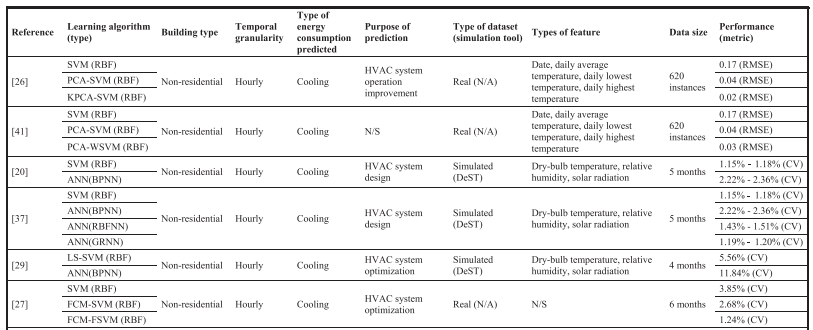 Reference | Learning algorithm (type) | Building type | Temporal granularity | Type of energy consumption predicted | Purpose of prediction | Type of dataset (simulation tool) | Types of feature | Data size | Performance (metric)
[26] | SVM (RBF) | Non-residential | Hourly | Cooling | HVAC system operation improvement | Real (N/A) | Date, daily average temperature, daily lowest temperature, daily highest temperature | 620 instances | 0.17 (RMSE)
PCA-SVM (RBF) | 0.04 (RMSE)
KPCA-SVM (RBF) | 0.02 (RMSE)
[41] | SVM (RBF) | Non-residential | Hourly | Cooling | N/S | Real (N/A) | Date, daily average temperature, daily lowest temperature, daily highest temperature | 620 instances | 0.17 (RMSE)
PCA-SVM (RBF) | 0.04 (RMSE)
PCA-WSVM (RBF) | 0.03 (RMSE)
[20] | SVM (RBF) | Non-residential | Hourly | Cooling | HVAC system design | Simulated (DeST) | Dry-bulb temperature, relative humidity, solar radiation | 5 months | 1.15% - 1.18% (CV)
ANN(BPNN) | 2.22% - 2.36% (CV)
[37] | SVM (RBF) | Non-residential | Hourly | Cooling | HVAC system design | Simulated (DeST) | Dry-bulb temperature, relative humidity, solar radiation | 5 months | 1.15% - 1.18% (CV)
ANN(BPNN) | 2.22% - 2.36% (CV)
ANN(RBFNN) | 1.43% - 1.51% (CV)
ANN(GRNN) | 1.19% - 1.20% (CV)
[29] | LS-SVM (RBF) | Non-residential | Hourly | Cooling | HVAC system optimization | Simulated (DeST) | Dry-bulb temperature, relative humidity, solar radiation | 4 months | 5.56% (CV)
ANN(BPNN) | 11.84% (CV)
[27] | SVM (RBF) | Non-residential | Hourly | Cooling | HVAC system optimization | Real (N/A) | N/S | 6 months | 3.85% (CV)
FCM-SVM (RBF) | 2.68% (CV)
FCM-FSVM (RBF) | 1.24% (CV)